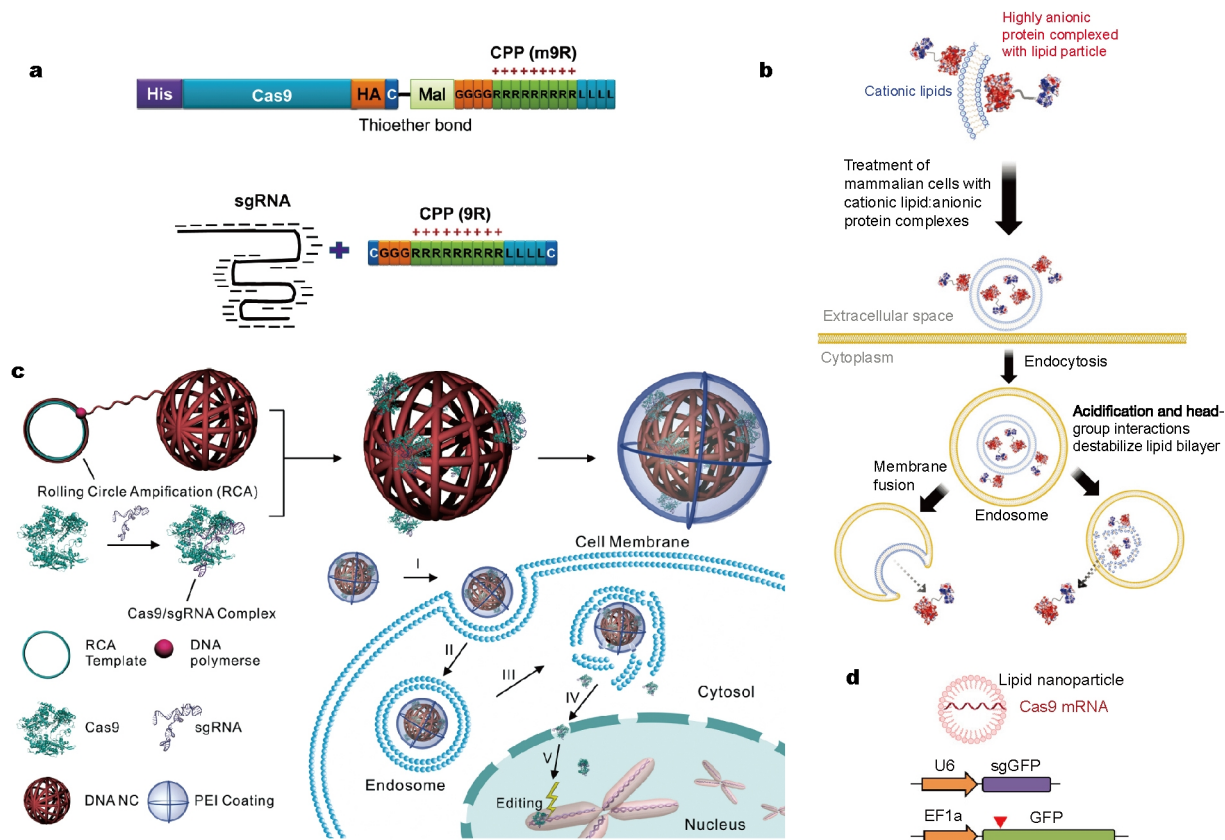 a
CPP (m9R)
+++++++++
His Cas9 HA C Mal GGGGRRRRRRRRRLLLL
Thioether bond
sgRNA
+
CPP (9R)
+++++++++
CGGGRRRRRRRRRLLLLC
b
Highly anionic
protein complexed
with lipid particle
Cationic lipids
Treatment of
mammalian cells with
cationic lipid:anionic
protein complexes
Extracellular space
Cytoplasm
Endocytosis
Acidification and head-
group interactions
destabilize lipid bilayer
Membrane
fusion
Endosome
c
Rolling Circle Ampification (RCA)
Cas9/sgRNA Complex
RCA
Template
DNA
polymerse
Cas9
sgRNA
DNA NC
PEI Coating
Cell Membrane
I
II
III
IV
V
Cytosol
Endosome
Editing
Nucleus
d
Lipid nanoparticle
Cas9 mRNA
U6 sgGFP
EF1a GFP